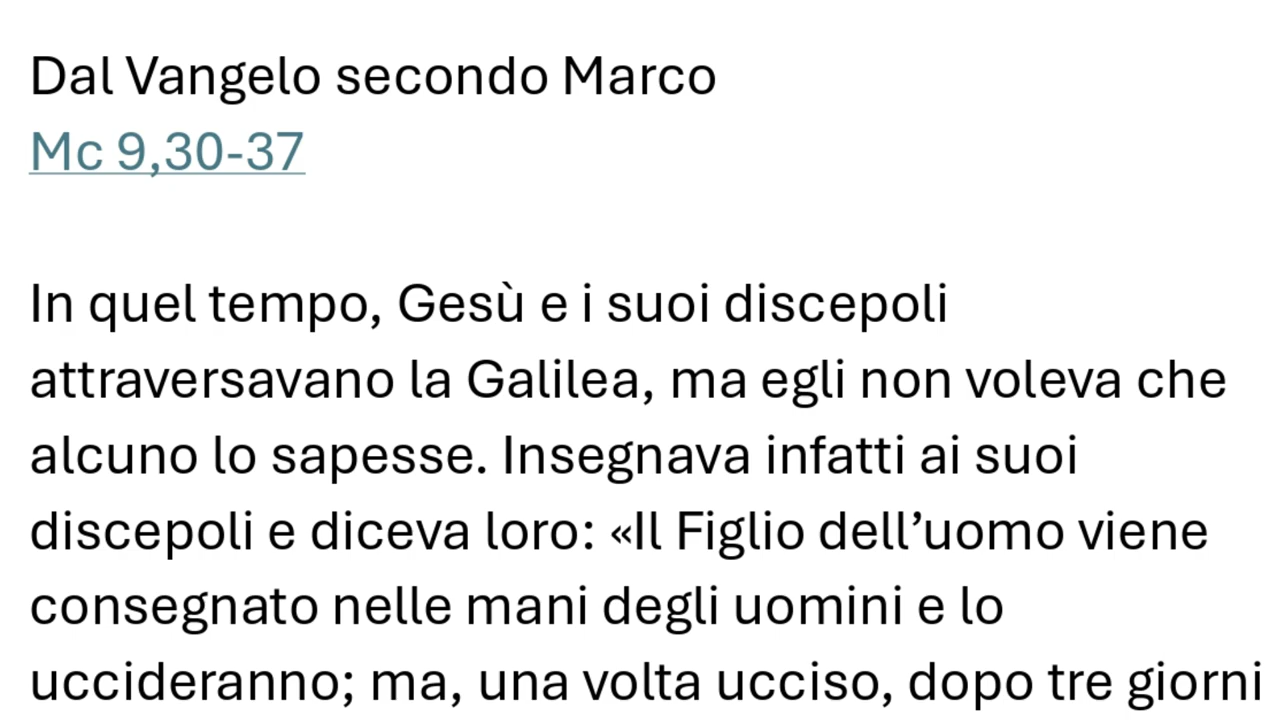 Dal Vangelo secondo Marco
Mc 9,30-37
In quel tempo, Gesù e i suoi discepoli
attraversavano la Galilea, ma egli non voleva che
alcuno lo sapesse. Insegnava infatti ai suoi
discepoli e diceva loro: «Il Figlio dell’uomo viene
consegnato nelle mani degli uomini e lo
uccideranno; ma, una volta ucciso, dopo tre giorni